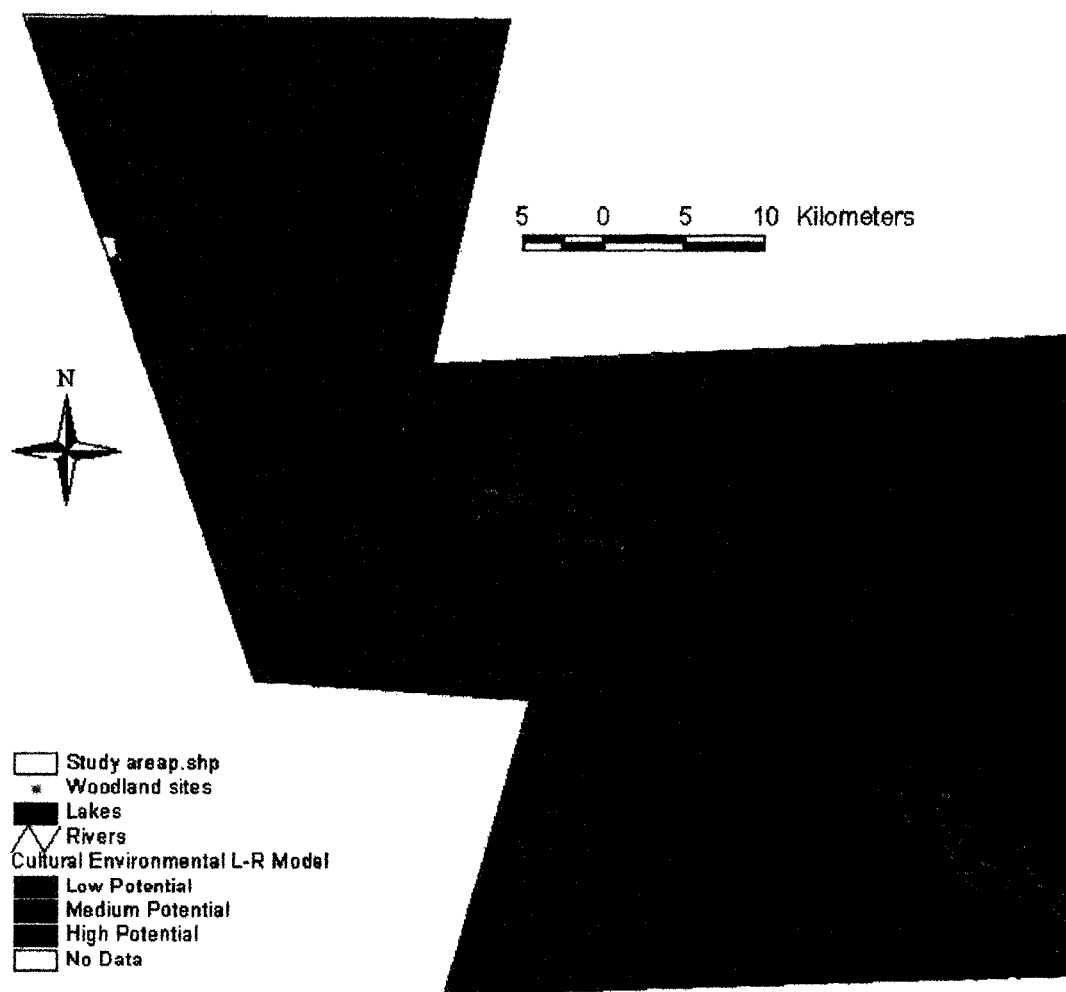 5 0 5 10 Kilometers
N
Study areap.shp
Woodland sites
Lakes
Rivers
Cultural Environmental L-R Model
Low Potential
Medium Potential
High Potential
No Data